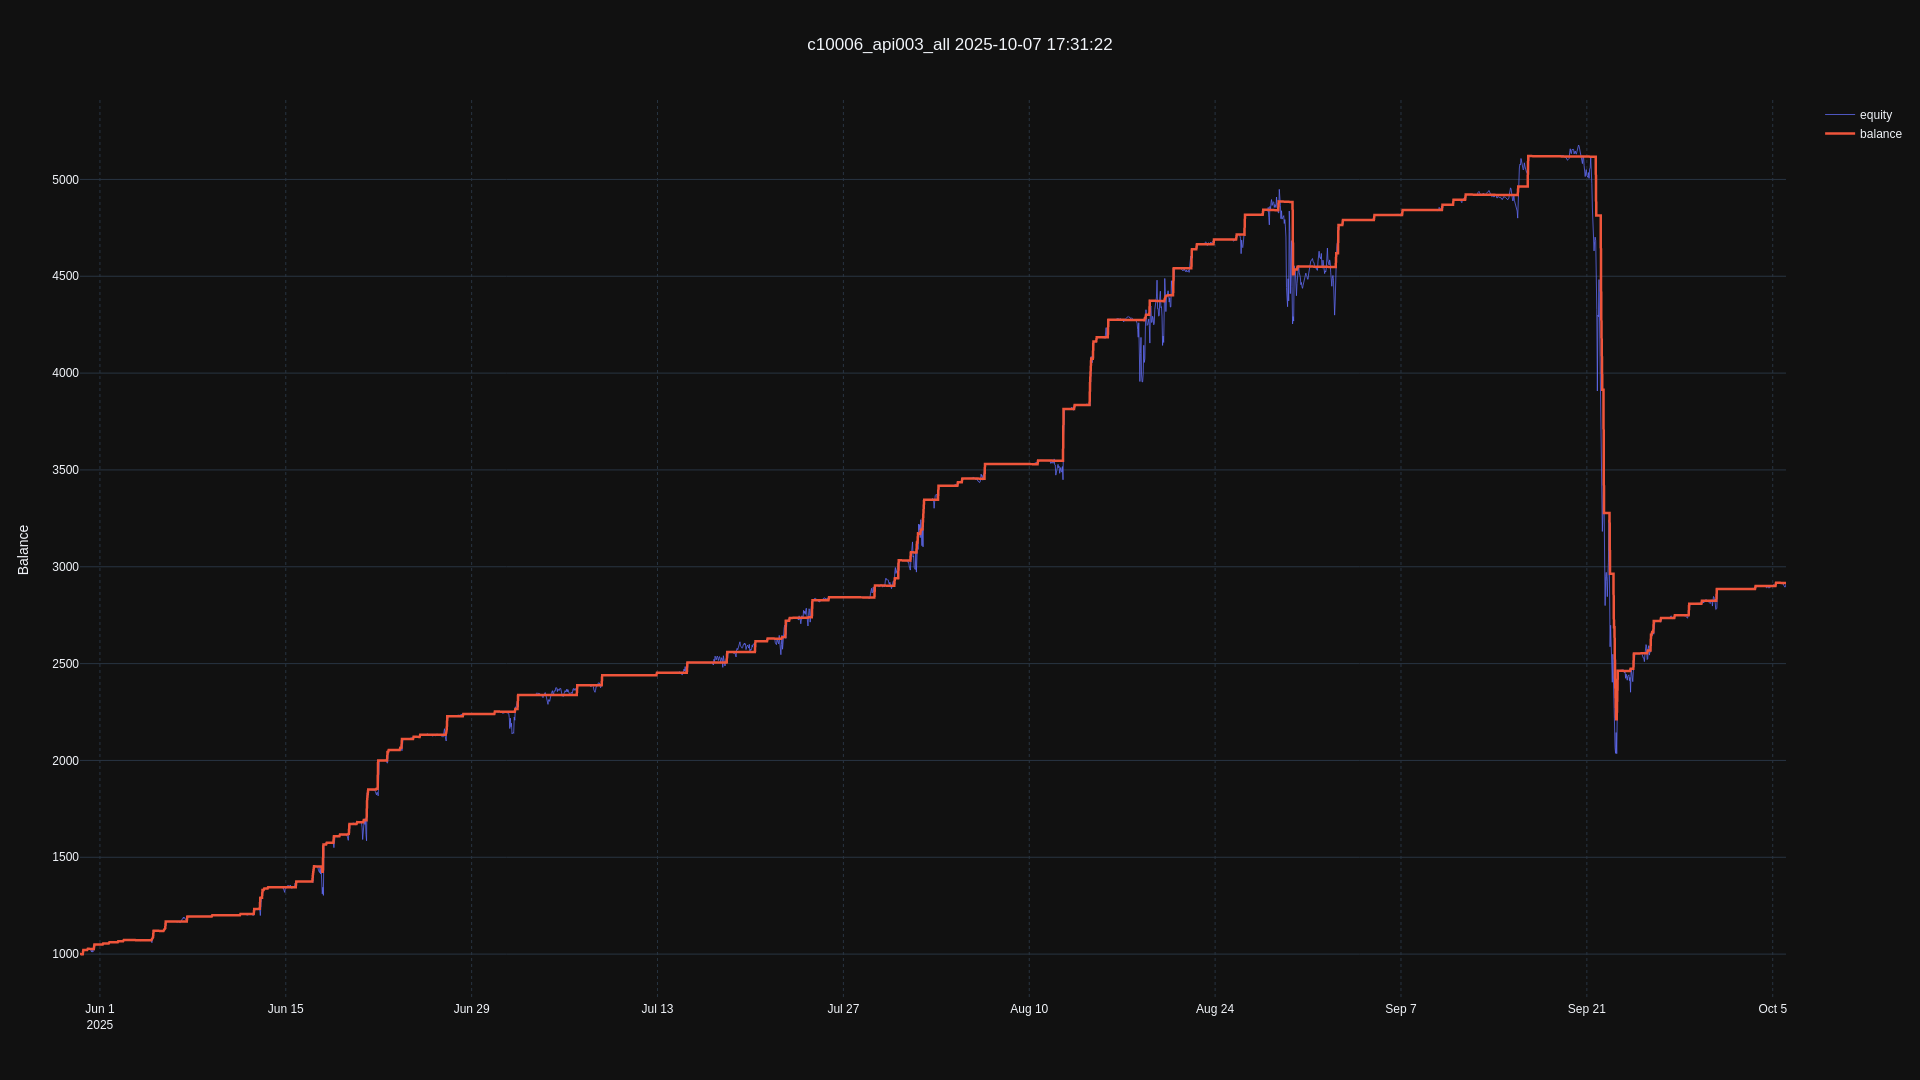 c10006_api003_all 2025-10-07 17:31:22
equity
balance
Balance
5000
4500
4000
3500
3000
2500
2000
1500
1000
Jun 1
2025
Jun 15
Jun 29
Jul 13
Jul 27
Aug 10
Aug 24
Sep 7
Sep 21
Oct 5